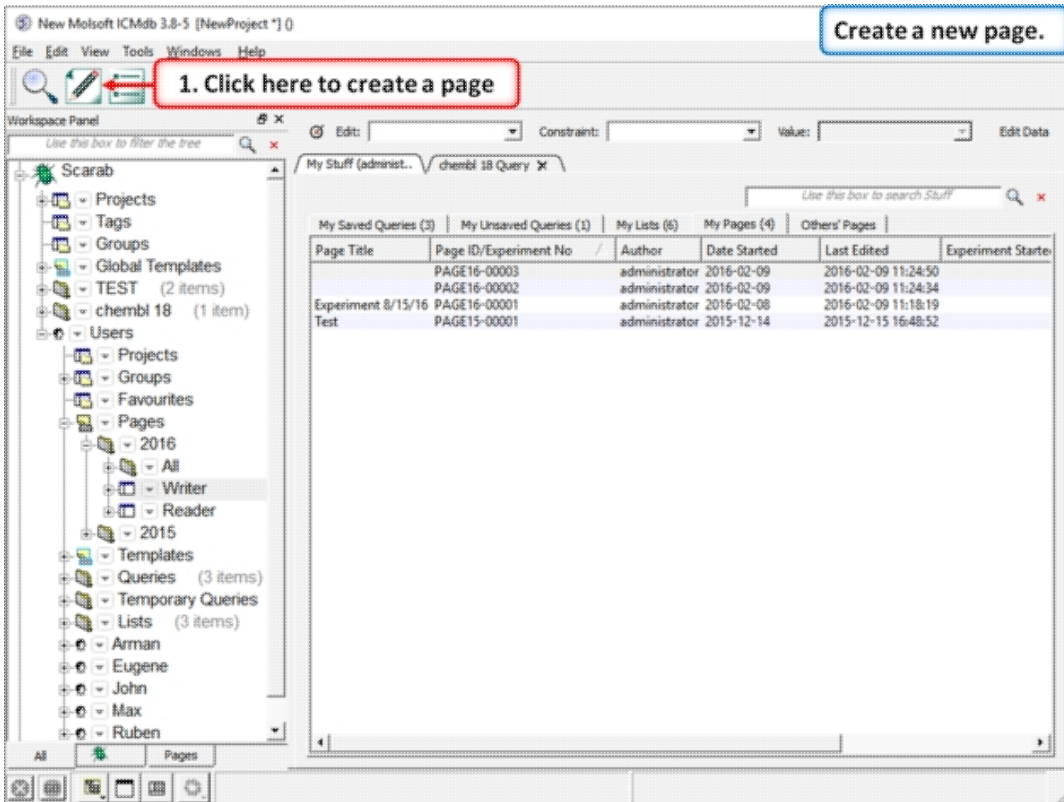 New Molsoft ICMdb 3.8-5 [NewProject *] ()
Create a new page.
File Edit View Tools Windows Help
1. Click here to create a page
Workspace Panel
Use this box to filter the tree
Edit: Constraint: Value: Edit Data
My Stuff (administ.. chembl 18 Query
Use this box to search Stuff
My Saved Queries (3) My Unsaved Queries (1) My Lists (6) My Pages (4) Others' Pages
Page Title Page ID/Experiment No Author Date Started Last Edited Experiment Starte
PAGE16-00003 administrator 2016-02-09 2016-02-09 11:24:50
PAGE16-00002 administrator 2016-02-09 2016-02-09 11:24:34
Experiment 8/15/16 PAGE16-00001 administrator 2016-02-08 2016-02-09 11:18:19
Test PAGE15-00001 administrator 2015-12-14 2015-12-15 16:48:52
Scarab
Projects
Tags
Groups
Global Templates
TEST (2 items)
chembl 18 (1 item)
Users
Projects
Groups
Favourites
Pages
2016
All
Writer
Reader
2015
Templates
Queries (3 items)
Temporary Queries
Lists (3 items)
Arman
Eugene
John
Max
Ruben
All Pages